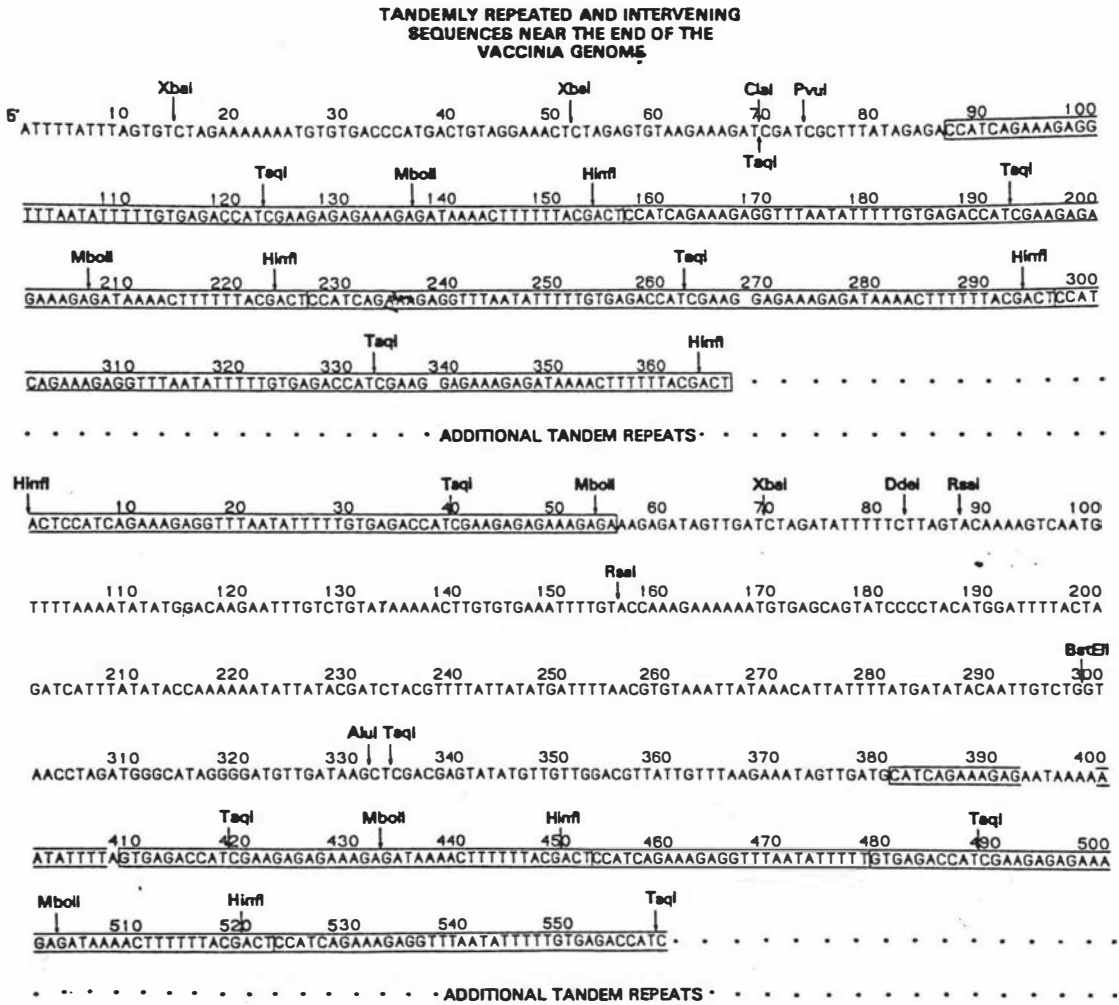 TANDEMLY REPEATED AND INTERVENING
SEQUENCES NEAR THE END OF THE
VACCINIA GENOME
XbaI XbaI ClaI PvuI
5' 10 20 30 40 50 60 70 80 90 100
ATTTTATTTAGTGTCTAGAAAAAAATGTGTGACCCATGACTGTAGGAAACTCTAGAGTGTAAGAAAGATCGATCGCTTTATAGAGACCATCAGAAAGAGG
TaqI
TaqI MboII HinfI TaqI
110 120 130 140 150 160 170 180 190 200
TTTAATATTTTTGTGAGACCATCGAAGAGAGAAAGAGATAAAACTTTTTTACGACTCCATCAGAAAGAGGTTTAATATTTTTGTGAGACCATCGAAGAGA
MboII HinfI TaqI HinfI
210 220 230 240 250 260 270 280 290 300
GAAAGAGATAAAACTTTTTTACGACTCCATCAGAAAGAGGTTTAATATTTTTGTGAGACCATCGAAG GAGAAAGAGATAAAACTTTTTTACGACTCCAT
TaqI HinfI
310 320 330 340 350 360
CAGAAAGAGGTTTAATATTTTTGTGAGACCATCGAAG GAGAAAGAGATAAAACTTTTTTACGACT
ADDITIONAL TANDEM REPEATS
HinfI TaqI MboII XbaI DdeI RsaI
10 20 30 40 50 60 70 80 90 100
ACTCCATCAGAAAGAGGTTTAATATTTTTGTGAGACCATCGAAGAGAGAAAGAGAAAGAGATAGTTGATCTAGATATTTTTCTTAGTACAAAAGTCAATG
RsaI
110 120 130 140 150 160 170 180 190 200
TTTTAAAATATATGGACAAGAATTTGTCTGTATAAAAACTTGTGTGAAATTTTGTACCAAAGAAAAAATGTGAGCAGTATCCCCTACATGGATTTTACTA
BstEII
210 220 230 240 250 260 270 280 290 300
GATCATTTATATACCAAAAAATATTATACGATCTACGTTTTATTATATGATTTTAACGTGTAAATTATAAACATTATTTTATGATATACAATTGTCTGGT
AluI TaqI
310 320 330 340 350 360 370 380 390 400
AACCTAGATGGGCATAGGGGATGTTGATAAGCTCGACGAGTATATGTTGTTGGACGTTATTGTTTAAGAAATAGTTGATGCATCAGAAAGAGAATAAAAA
TaqI MboII HinfI TaqI
410 420 430 440 450 460 470 480 490 500
ATATTTTAGTGAGACCATCGAAGAGAGAAAGAGATAAAACTTTTTTACGACTCCATCAGAAAGAGGTTTAATATTTTTGTGAGACCATCGAAGAGAGAAA
MboII HinfI TaqI
510 520 530 540 550
GAGATAAAACTTTTTTACGACTCCATCAGAAAGAGGTTTAATATTTTTGTGAGACCATC
ADDITIONAL TANDEM REPEATS